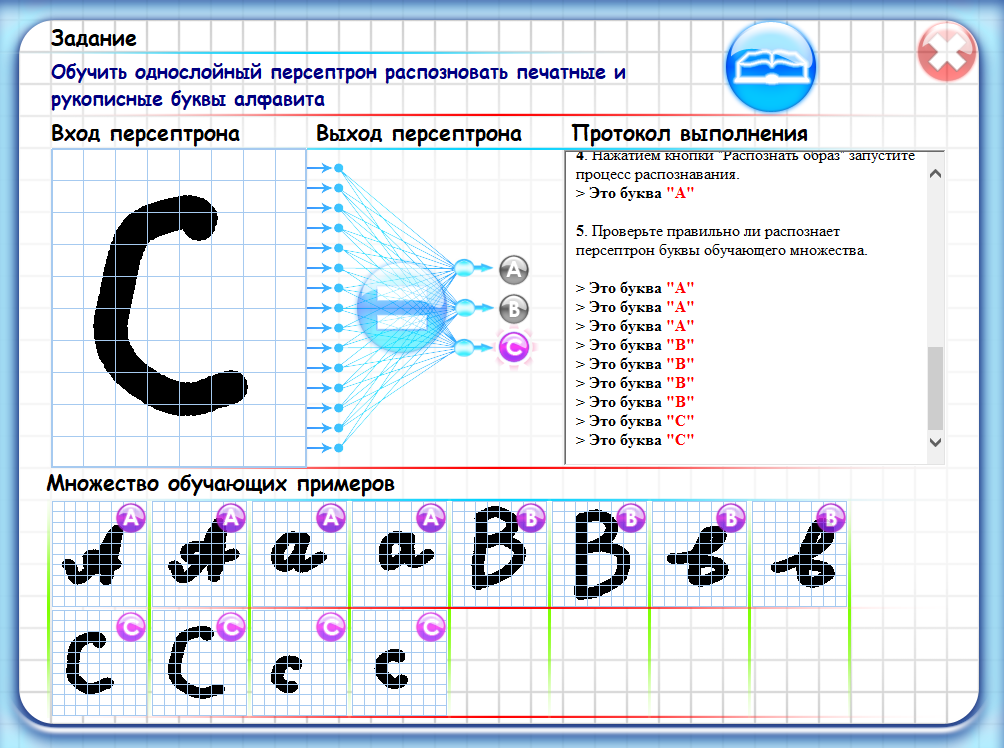 Задание
Обучить однослойный персептрон распозновать печатные и
рукописные буквы алфавита
Вход персептрона
Выход персептрона
Протокол выполнения
C
A
B
C
4. Нажатием кнопки "Распознать образ" запустите
процесс распознавания.
> Это буква "A"
5. Проверьте правильно ли распознает
персептрон буквы обучающего множества.
> Это буква "A"
> Это буква "A"
> Это буква "A"
> Это буква "B"
> Это буква "B"
> Это буква "B"
> Это буква "B"
> Это буква "C"
> Это буква "C"
Множество обучающих примеров
A A A A B B B B
A A a a B B в в
C C C C
C C c c